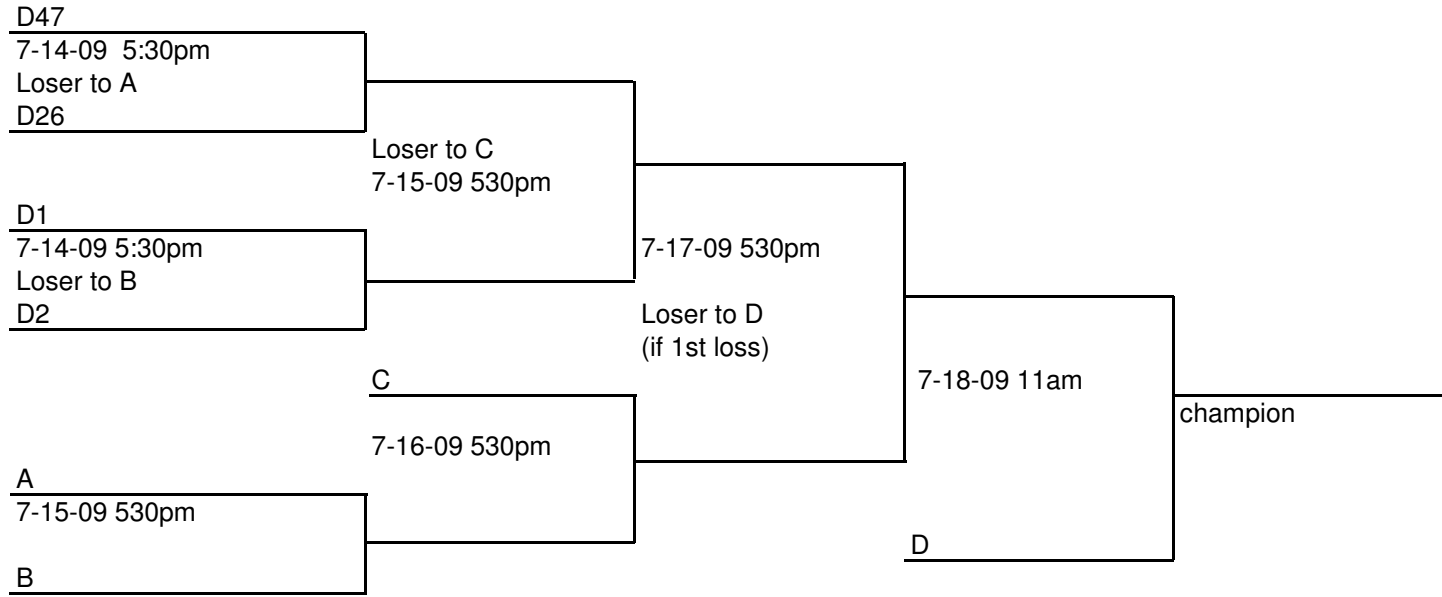 D47
7-14-09  5:30pm
Loser to A
D26
Loser to C
7-15-09 530pm
D1
7-14-09 5:30pm
Loser to B
D2
7-17-09 530pm
Loser to D
(if 1st loss)
C
7-18-09 11am
champion
7-16-09 530pm
A
7-15-09 530pm
D
B